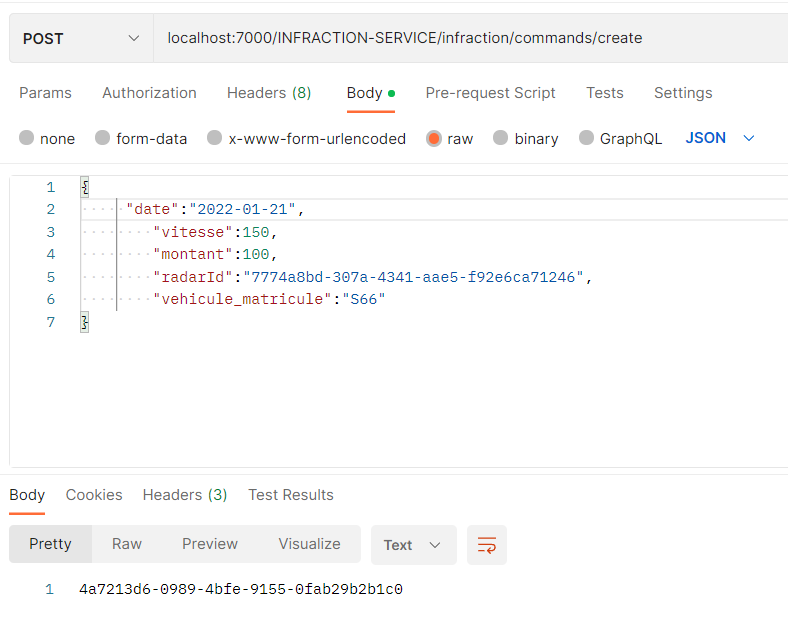 POST localhost:7000/INFRACTION-SERVICE/infraction/commands/create
Params Authorization Headers (8) Body Pre-request Script Tests Settings
none form-data x-www-form-urlencoded raw binary GraphQL JSON
1 {
2 "date":"2022-01-21",
3 "vitesse":150,
4 "montant":100,
5 "radarId":"7774a8bd-307a-4341-aae5-f92e6ca71246",
6 "vehicule_matricule":"S66"
7 }
Body Cookies Headers (3) Test Results
Pretty Raw Preview Visualize Text
1 4a7213d6-0989-4bfe-9155-0fab29b2b1c0